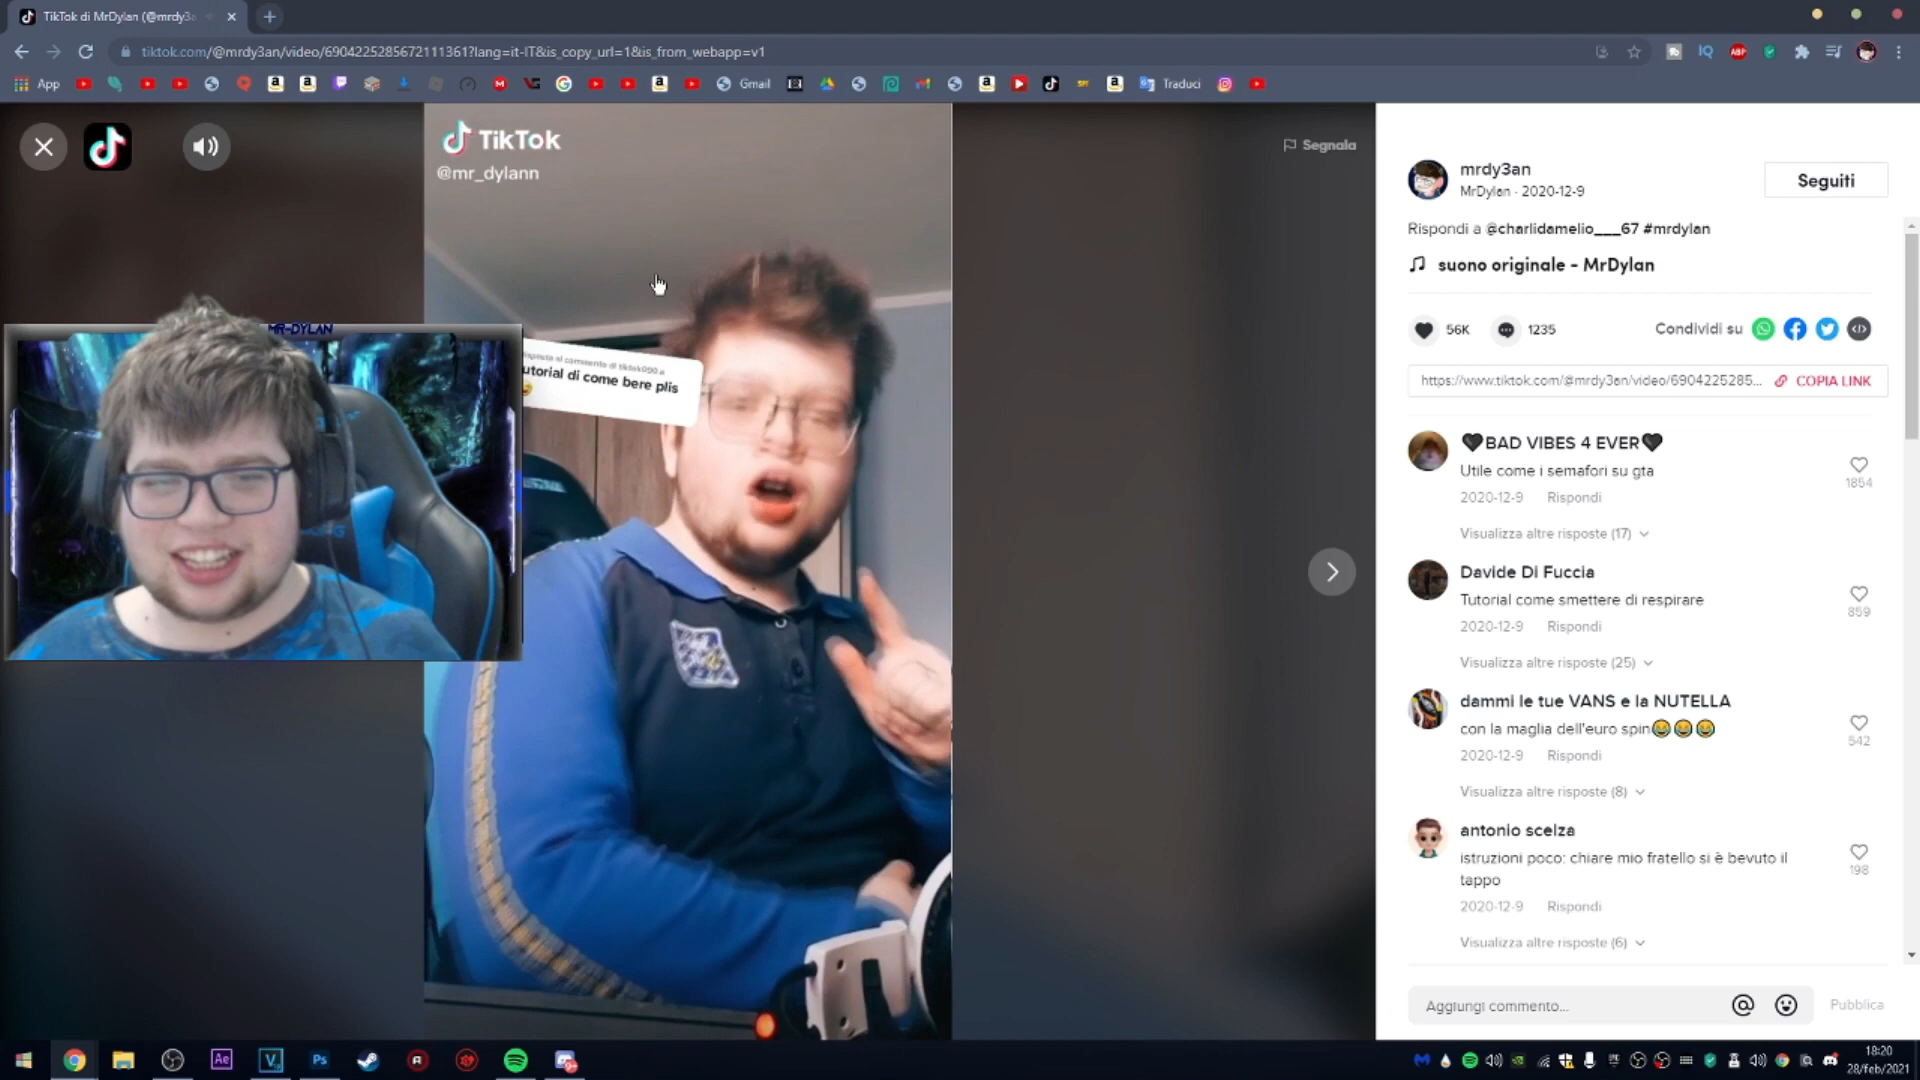 TikTok di MrDylan (@mrdy3a
tiktok.com/@mrdy3an/video/6904225285672111361?lang=it-IT&is_copy_url=1&is_from_webapp=v1
App
Gmail
Traduci
TikTok
@mr_dylann
Segnala
MR-DYLAN
utorial di come bere plis
mrdy3an
MrDylan · 2020-12-9
Seguiti
Rispondi a @charlidamelio___67 #mrdylan
suono originale - MrDylan
56K
1235
Condividi su
https://www.tiktok.com/@mrdy3an/video/6904225285...
COPIA LINK
🖤BAD VIBES 4 EVER🖤
Utile come i semafori su gta
1854
2020-12-9 Rispondi
Visualizza altre risposte (17)
Davide Di Fuccia
Tutorial come smettere di respirare
859
2020-12-9 Rispondi
Visualizza altre risposte (25)
dammi le tue VANS e la NUTELLA
con la maglia dell'euro spin😂😂😂
542
2020-12-9 Rispondi
Visualizza altre risposte (8)
antonio scelza
istruzioni poco: chiare mio fratello si è bevuto il
tappo
198
2020-12-9 Rispondi
Visualizza altre risposte (6)
Aggiungi commento...
Pubblica
18:20
28/feb/2021